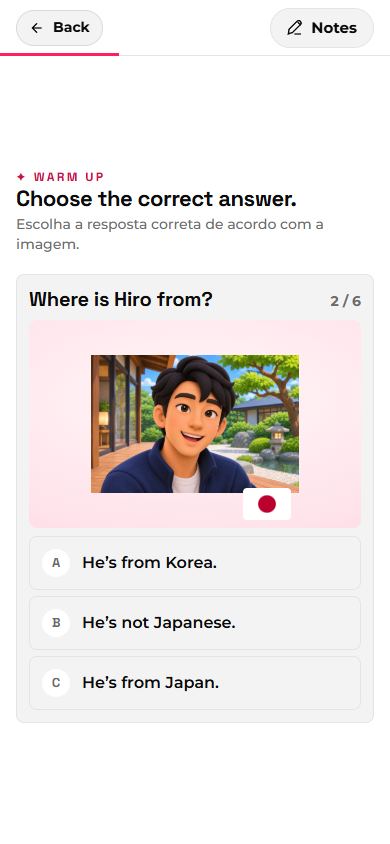 Back
Notes
✦ WARM UP
Choose the correct answer.
Escolha a resposta correta de acordo com a
imagem.
Where is Hiro from?
2 / 6
A He’s from Korea.
B He’s not Japanese.
C He’s from Japan.